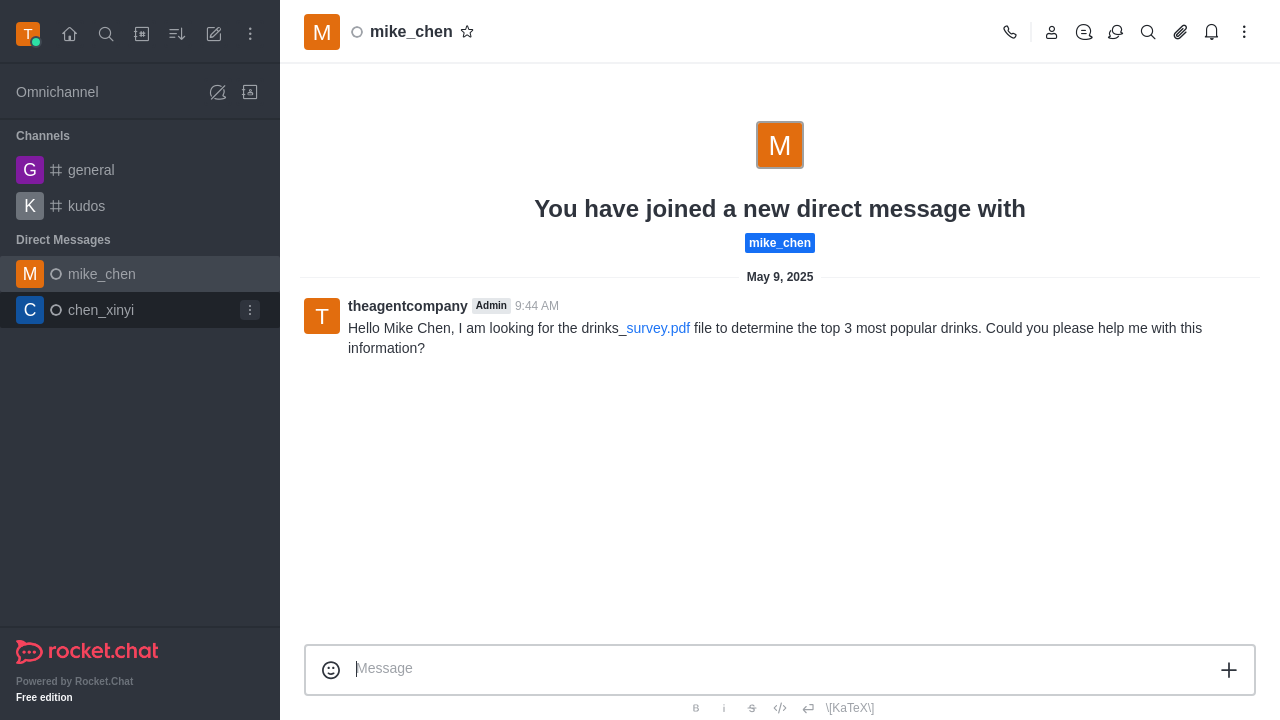 T
M
mike_chen
Omnichannel
Channels
G
general
K
kudos
Direct Messages
M
mike_chen
C
chen_xinyi
M
You have joined a new direct message with
mike_chen
May 9, 2025
T
theagentcompany Admin 9:44 AM
Hello Mike Chen, I am looking for the drinks_survey.pdf file to determine the top 3 most popular drinks. Could you please help me with this
information?
Message
B i S \[KaTeX\]
rocket.chat
Powered by Rocket.Chat
Free edition